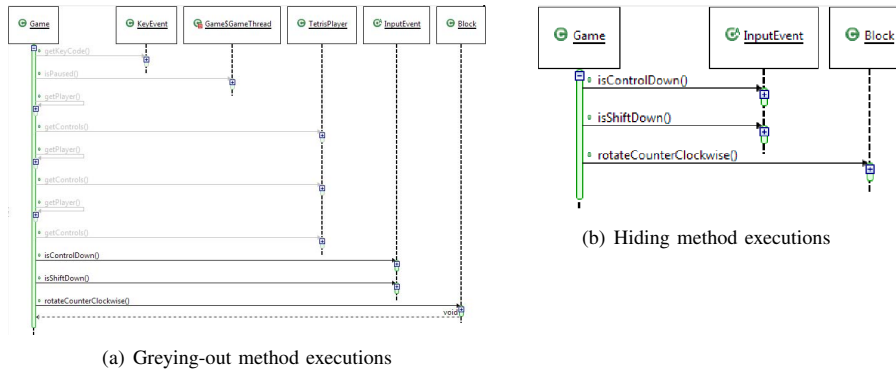 Game
KeyEvent
Game$GameThread
TetrisPlayer
InputEvent
Block
getKeyCode()
isPaused()
getPlayer()
getControls()
getPlayer()
getControls()
getPlayer()
getControls()
isControlDown()
isShiftDown()
rotateCounterClockwise()
void
(a) Greying-out method executions
Game
InputEvent
Block
isControlDown()
isShiftDown()
rotateCounterClockwise()
(b) Hiding method executions